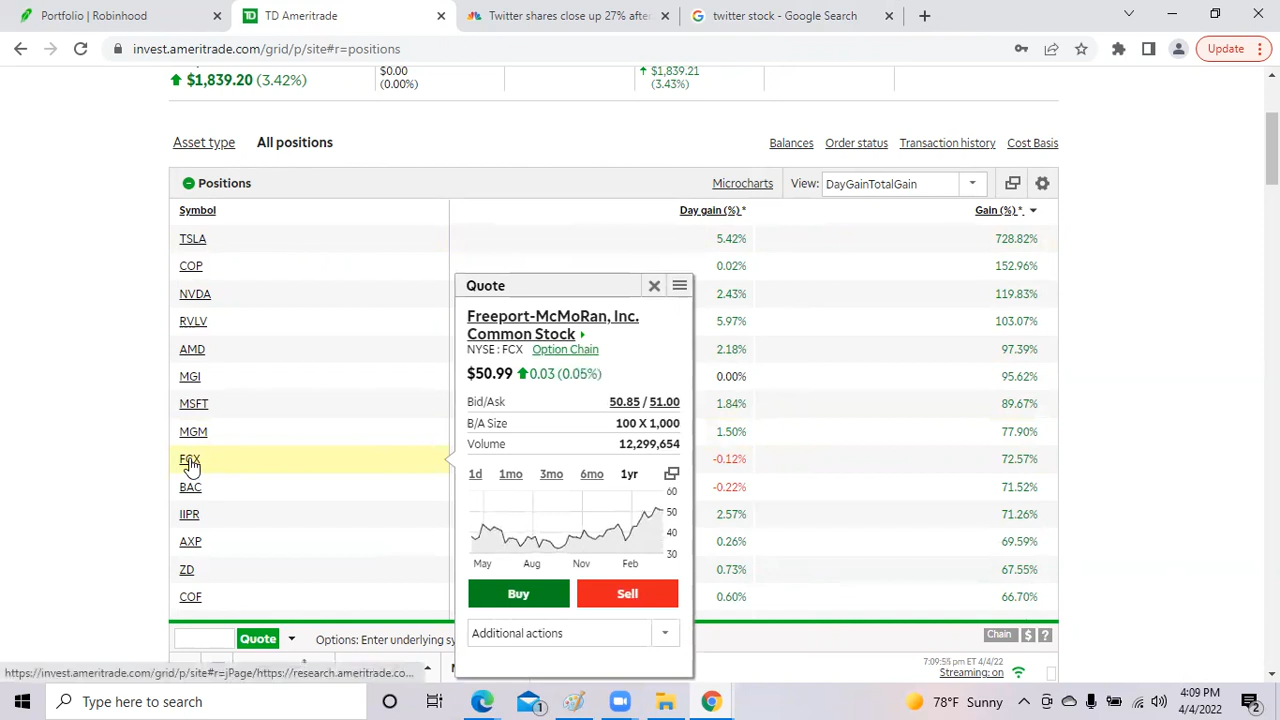 Portfolio | Robinhood
TD Ameritrade
Twitter shares close up 27% after
twitter stock - Google Search
invest.ameritrade.com/grid/p/site#r=positions
Update
$1,839.20 (3.42%)
$0.00
(0.00%)
$1,839.21
(3.43%)
Asset type All positions
Balances Order status Transaction history Cost Basis
Positions Microcharts View: DayGainTotalGain
Symbol Day gain (%)* Gain (%)*
TSLA 5.42% 728.82%
COP 0.02% 152.96%
NVDA 2.43% 119.83%
RVLV 5.97% 103.07%
AMD 2.18% 97.39%
MGI 0.00% 95.62%
MSFT 1.84% 89.67%
MGM 1.50% 77.90%
FCX -0.12% 72.57%
BAC -0.22% 71.52%
IIPR 2.57% 71.26%
AXP 0.26% 69.59%
ZD 0.73% 67.55%
COF 0.60% 66.70%
Quote
Freeport-McMoRan, Inc.
Common Stock
NYSE : FCX Option Chain
$50.99 0.03 (0.05%)
Bid/Ask 50.85 / 51.00
B/A Size 100 X 1,000
Volume 12,299,654
1d 1mo 3mo 6mo 1yr
60
50
40
30
May Aug Nov Feb
Buy Sell
Additional actions
Quote Options: Enter underlying sy Chain $ ?
7:09:55 pm ET 4/4/22
Streaming: on
https://invest.ameritrade.com/grid/p/site#r=jPage/https://research.ameritrade.co...
Type here to search
1
78°F Sunny
4:09 PM
4/4/2022
2